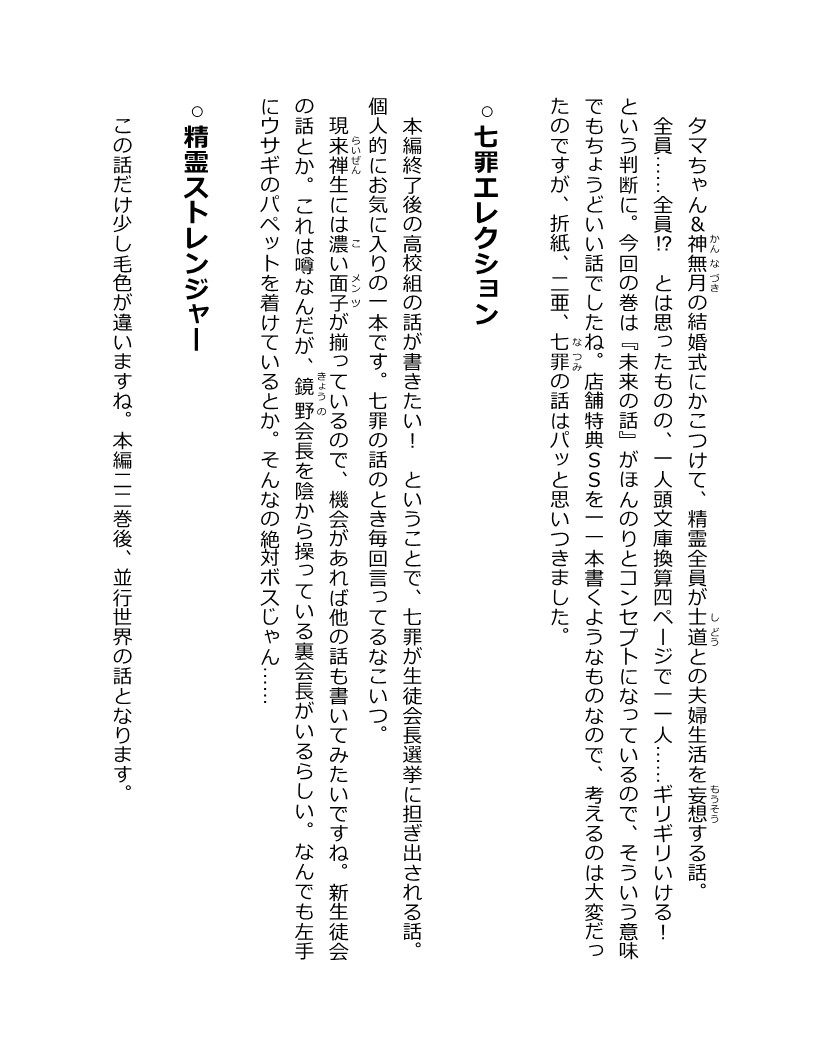 タマちゃん＆神無月の結婚式にかこつけて、精霊全員が士道との夫婦生活を妄想する話。
全員……全員!?　とは思ったものの、一人頭文庫換算四ページで一一人……ギリギリいける！
という判断に。今回の巻は『未来の話』がほんのりとコンセプトになっているので、そういう意味
でもちょうどいい話でしたね。店舗特典ＳＳを一一本書くようなものなので、考えるのは大変だっ
たのですが、折紙、二亜、七罪の話はパッと思いつきました。
○七罪エレクション
本編終了後の高校組の話が書きたい！　ということで、七罪が生徒会長選挙に担ぎ出される話。
個人的にお気に入りの一本です。七罪の話のとき毎回言ってるなこいつ。
現来禅生には濃い面子が揃っているので、機会があれば他の話も書いてみたいですね。新生徒会
の話とか。これは噂なんだが、鏡野会長を陰から操っている裏会長がいるらしい。なんでも左手
にウサギのパペットを着けているとか。そんなの絶対ボスじゃん……
○精霊ストレンジャー
この話だけ少し毛色が違いますね。本編二二巻後、並行世界の話となります。